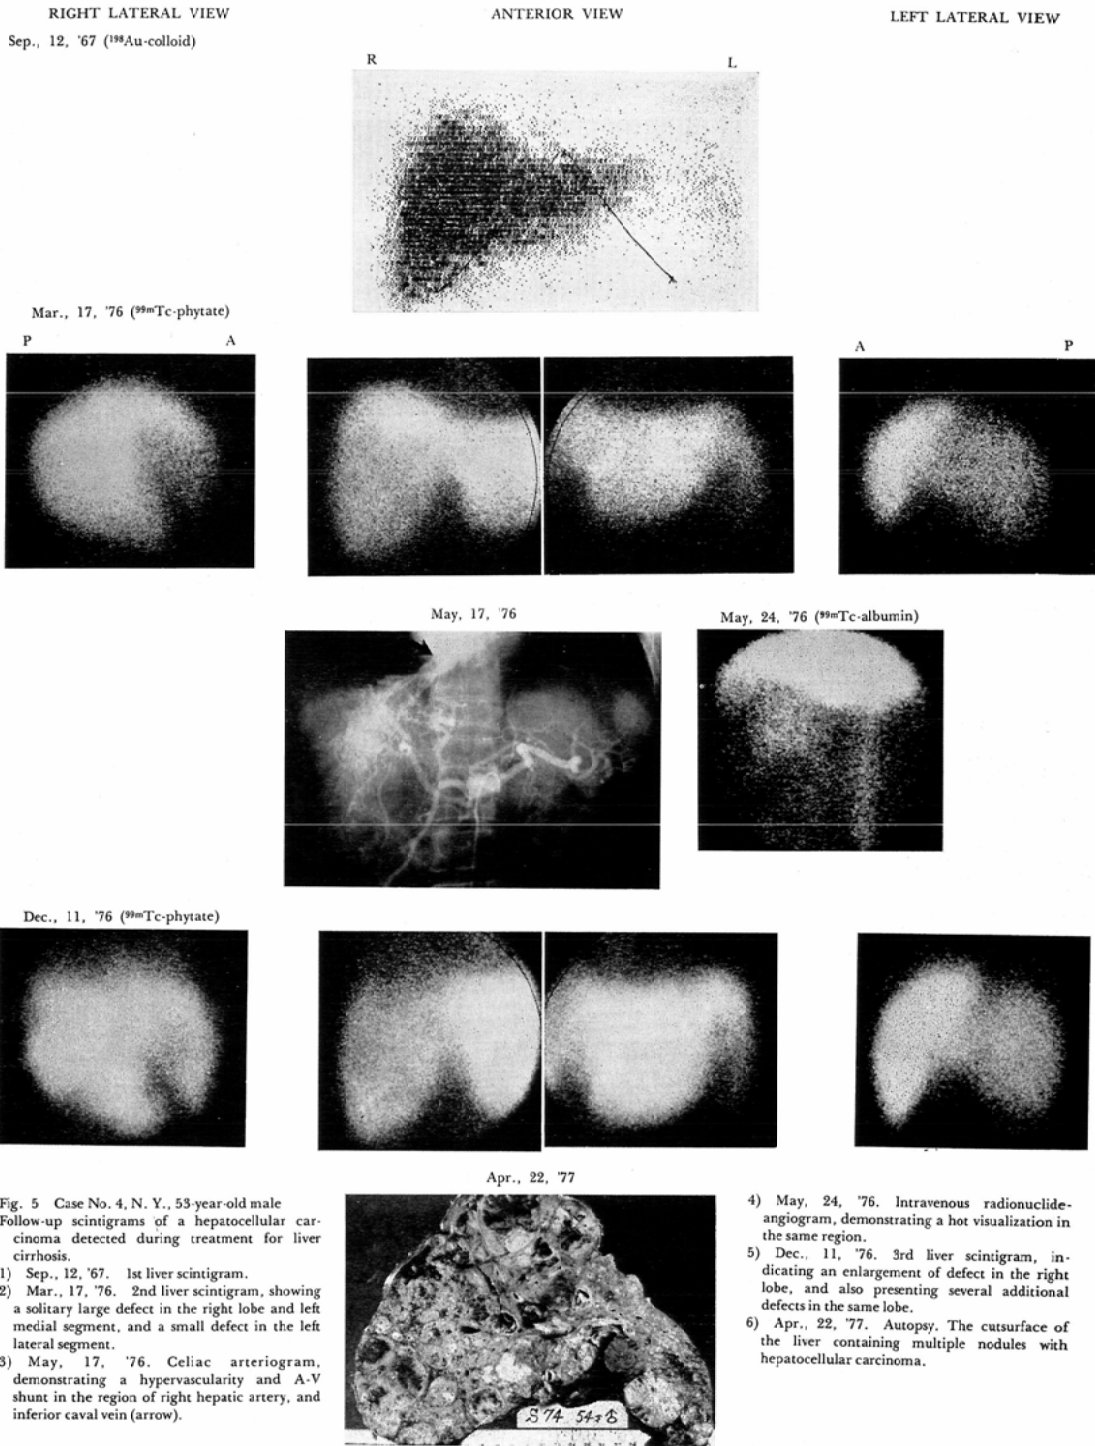 RIGHT LATERAL VIEW
ANTERIOR VIEW
LEFT LATERAL VIEW
Sep., 12, '67 (¹⁹⁸Au-colloid)
R
L
Mar., 17, '76 (⁹⁹ᵐTc-phytate)
P
A
A
P
May, 17, '76
May, 24, '76 (⁹⁹ᵐTc-albumin)
Dec., 11, '76 (⁹⁹ᵐTc-phytate)
Apr., 22, '77
Fig. 5 Case No. 4, N. Y., 53-year-old male
Follow-up scintigrams of a hepatocellular car-
cinoma detected during treatment for liver
cirrhosis.
1) Sep., 12, '67. 1st liver scintigram.
2) Mar., 17, '76. 2nd liver scintigram, showing
a solitary large defect in the right lobe and left
medial segment, and a small defect in the left
lateral segment.
3) May, 17, '76. Celiac arteriogram,
demonstrating a hypervascularity and A-V
shunt in the region of right hepatic artery, and
inferior caval vein (arrow).
4) May, 24, '76. Intravenous radionuclide-
angiogram, demonstrating a hot visualization in
the same region.
5) Dec., 11, '76. 3rd liver scintigram, in-
dicating an enlargement of defect in the right
lobe, and also presenting several additional
defects in the same lobe.
6) Apr., 22, '77. Autopsy. The cutsurface of
the liver containing multiple nodules with
hepatocellular carcinoma.